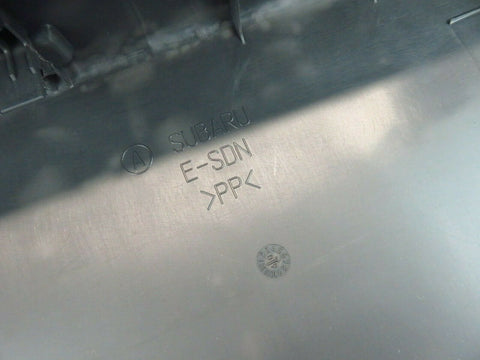 Ⓐ SUBARU
E-SDN
>PP<